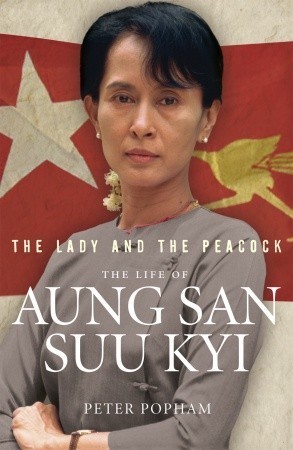 THE LADY AND THE PEACOCK
THE LIFE OF
AUNG SAN
SUU KYI
PETER POPHAM